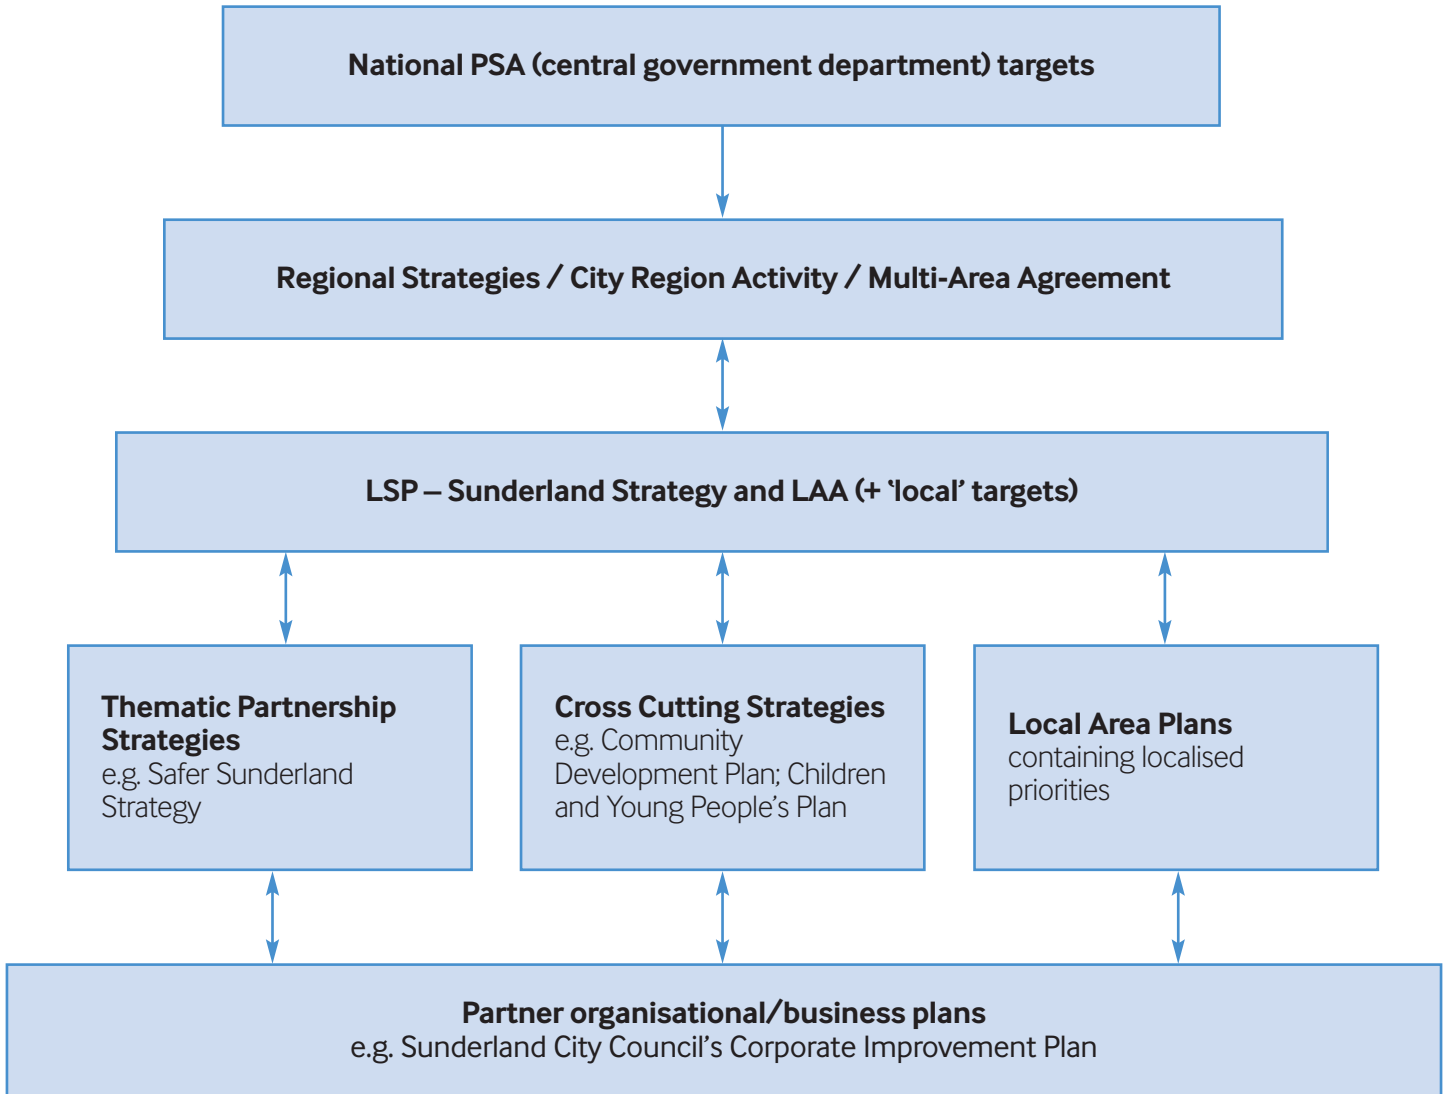 National PSA (central government department) targets
Regional Strategies / City Region Activity / Multi-Area Agreement
LSP – Sunderland Strategy and LAA (+ ‘local’ targets)
Thematic Partnership
Strategies
e.g. Safer Sunderland
Strategy
Cross Cutting Strategies
e.g. Community
Development Plan; Children
and Young People’s Plan
Local Area Plans
containing localised
priorities
Partner organisational/business plans
e.g. Sunderland City Council’s Corporate Improvement Plan